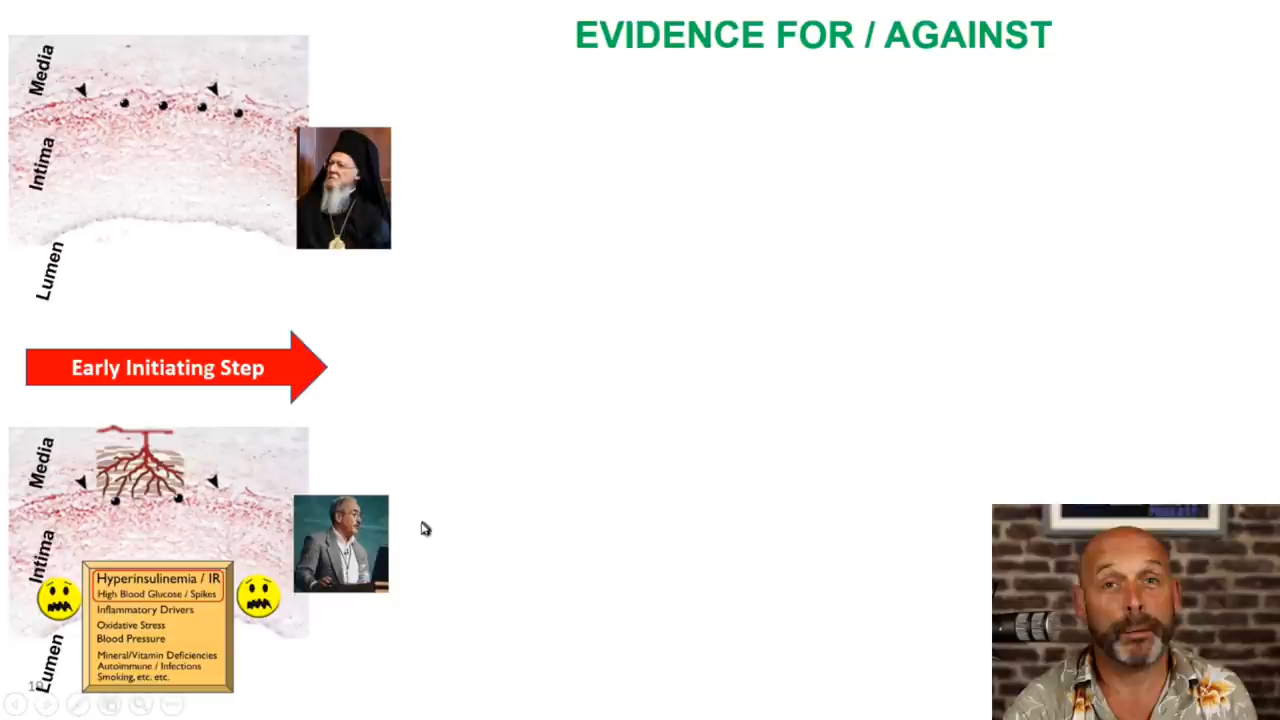 EVIDENCE FOR / AGAINST
Media
Intima
Lumen
Early Initiating Step
Media
Intima
Lumen
Hyperinsulinemia / IR
High Blood Glucose / Spikes
Inflammatory Drivers
Oxidative Stress
Blood Pressure
Mineral/Vitamin Deficiencies
Autoimmune / Infections
Smoking, etc. etc.